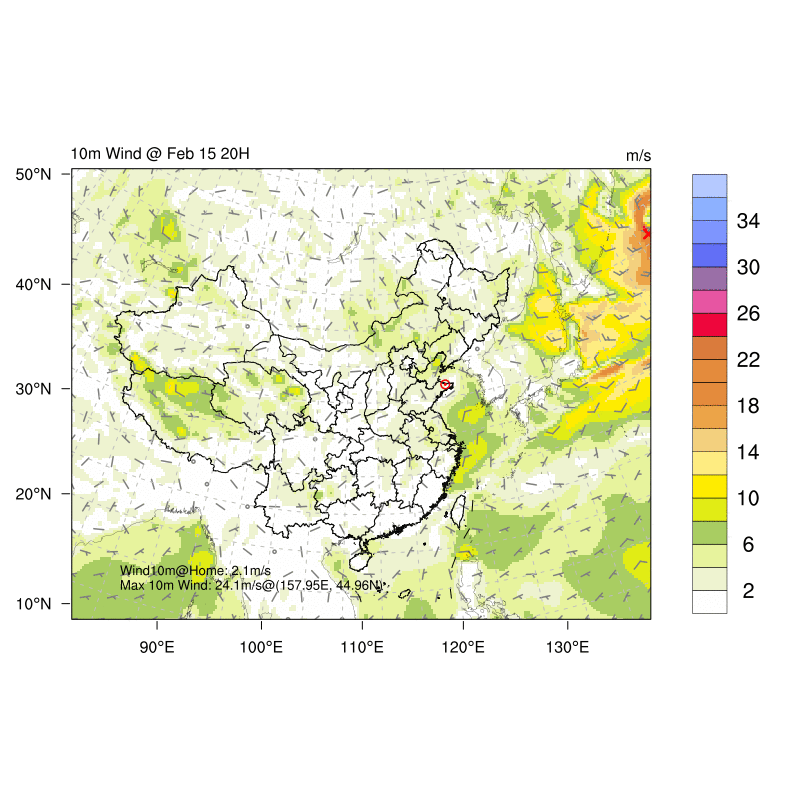 10m Wind @ Feb 15 20H
m/s
50°N
40°N
30°N
20°N
10°N
90°E
100°E
110°E
120°E
130°E
Wind10m@Home: 2.1m/s
Max 10m Wind: 24.1m/s@(157.95E, 44.96N)
34
30
26
22
18
14
10
6
2